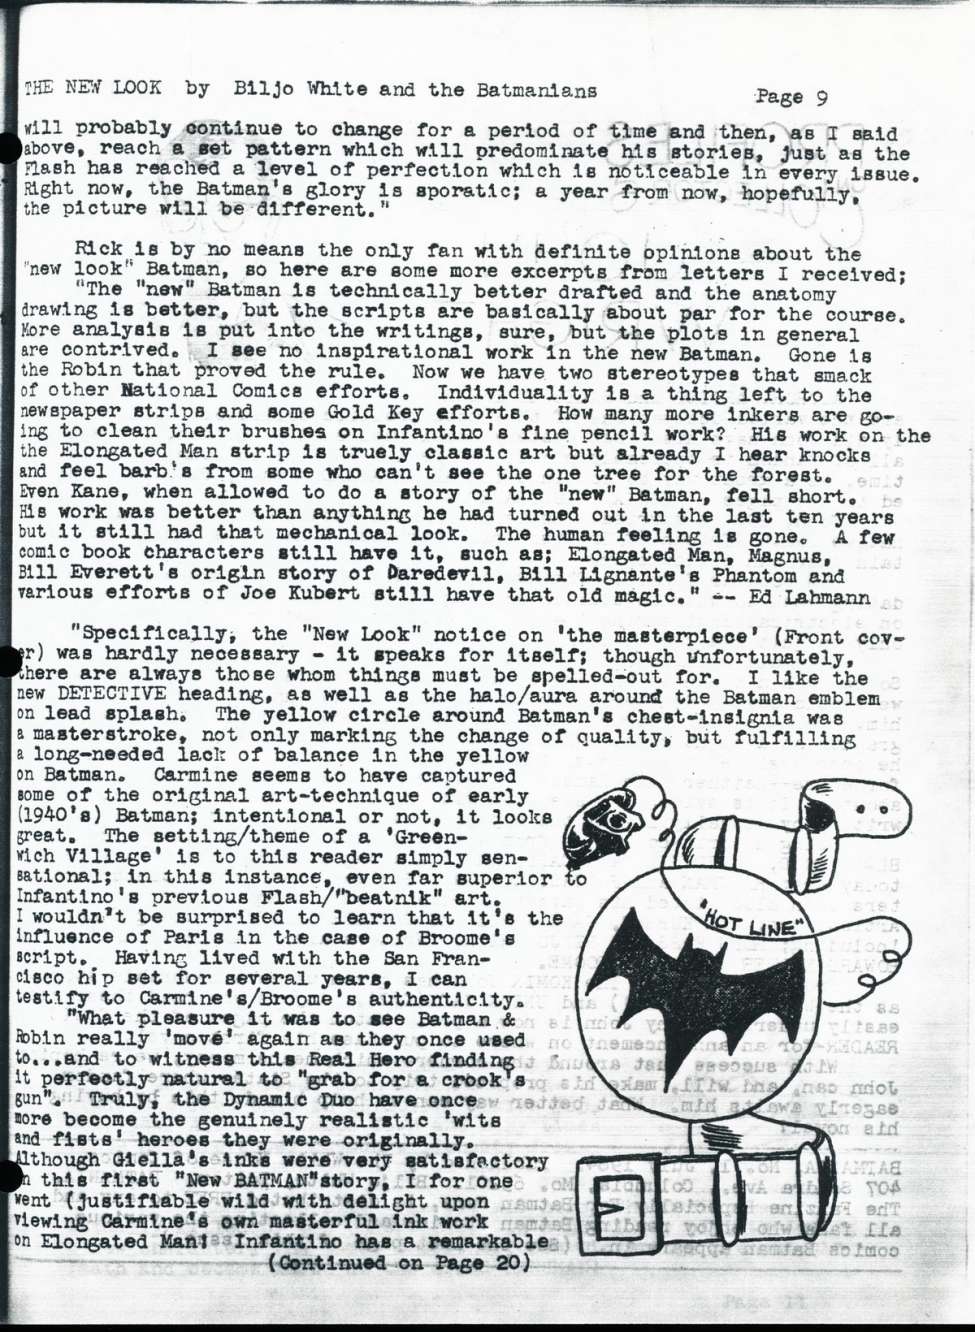 THE NEW LOOK by Biljo White and the Batmanians
Page 9
will probably continue to change for a period of time and then, as I said
above, reach a set pattern which will predominate his stories, just as the
Flash has reached a level of perfection which is noticeable in every issue.
Right now, the Batman's glory is sporatic; a year from now, hopefully,
the picture will be different."
Rick is by no means the only fan with definite opinions about the
"new look" Batman, so here are some more excerpts from letters I received;
"The "new" Batman is technically better drafted and the anatomy
drawing is better, but the scripts are basically about par for the course.
More analysis is put into the writings, sure, but the plots in general
are contrived. I see no inspirational work in the new Batman. Gone is
the Robin that proved the rule. Now we have two stereotypes that smack
of other National Comics efforts. Individuality is a thing left to the
newspaper strips and some Gold Key efforts. How many more inkers are go-
ing to clean their brushes on Infantino's fine pencil work? His work on the
the Elongated Man strip is truely classic art but already I hear knocks
and feel barb's from some who can't see the one tree for the forest.
Even Kane, when allowed to do a story of the "new" Batman, fell short.
His work was better than anything he had turned out in the last ten years
but it still had that mechanical look. The human feeling is gone. A few
comic book characters still have it, such as; Elongated Man, Magnus,
Bill Everett's origin story of Daredevil, Bill Lignante's Phantom and
various efforts of Joe Kubert still have that old magic." -- Ed Lahmann
"Specifically, the "New Look" notice on 'the masterpiece' (Front cov-
er) was hardly necessary - it speaks for itself; though unfortunately,
there are always those whom things must be spelled-out for. I like the
new DETECTIVE heading, as well as the halo/aura around the Batman emblem
on lead splash. The yellow circle around Batman's chest-insignia was
a masterstroke, not only marking the change of quality, but fulfilling
a long-needed lack of balance in the yellow
on Batman. Carmine seems to have captured
some of the original art-technique of early
(1940's) Batman; intentional or not, it looks
great. The setting/theme of a 'Green-
wich Village' is to this reader simply sen-
sational; in this instance, even far superior to
Infantino's previous Flash/"beatnik" art.
I wouldn't be surprised to learn that it's the
influence of Paris in the case of Broome's
script. Having lived with the San Fran-
cisco hip set for several years, I can
testify to Carmine's/Broome's authenticity.
"What pleasure it was to see Batman &
Robin really 'move' again as they once used
to...and to witness this Real Hero finding
it perfectly natural to "grab for a crook's
gun". Truly, the Dynamic Duo have once
more become the genuinely realistic 'wits
and fists' heroes they were originally.
Although Giella's inks were very satisfactory
in this first "New BATMAN"story, I for one
went (justifiable wild with delight upon
viewing Carmine's own masterful ink work
on Elongated Man! Infantino has a remarkable
(Continued on Page 20)
"HOT LINE"